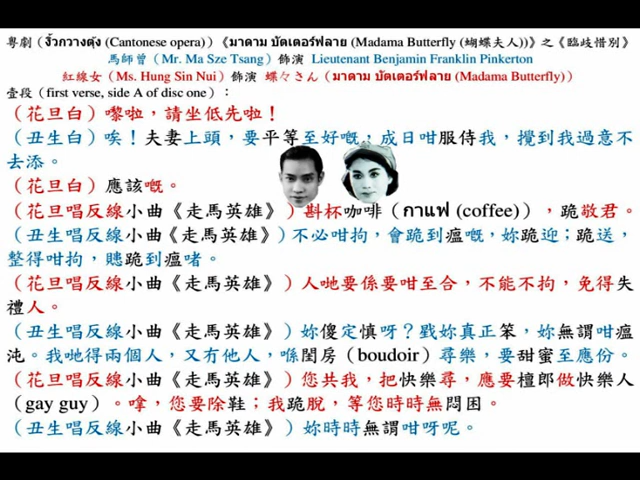 粵劇（งิ้วกวางตุ้ง (Cantonese opera)）《มาดาม บัตเตอร์ฟลาย (Madama Butterfly (蝴蝶夫人))》之《臨歧惜別》
馬師曾（Mr. Ma Sze Tsang）飾演 Lieutenant Benjamin Franklin Pinkerton
紅線女（Ms. Hung Sin Nui）飾演 蝶々さん（มาดาม บัตเตอร์ฟลาย (Madama Butterfly)）
壹段（first verse, side A of disc one）：
（花旦白）嚟啦，請坐低先啦！
（丑生白）唉！夫妻上頭，要平等至好嘅，成日咁服侍我，攪到我過意不
去添。
（花旦白）應該嘅。
（花旦唱反線小曲《走馬英雄》）斟杯咖啡（กาแฟ (coffee)），跪敬君。
（丑生唱反線小曲《走馬英雄》）不必咁拘，會跪到瘟嘅，妳跪迎；跪送，
整得咁拘，聽跪到瘟啫。
（花旦唱反線小曲《走馬英雄》）人哋要係要咁至合，不能不拘，免得失
禮人。
（丑生唱反線小曲《走馬英雄》）妳傻定慎呀？戥妳真正笨，妳無謂咁瘟
沌。我哋得兩個人，又冇他人，喺閨房（boudoir）尋樂，要甜蜜至應份。
（花旦唱反線小曲《走馬英雄》）您共我，把快樂尋，應要檀郎做快樂人
（gay guy）。嗱，您要除鞋；我跪脫，等您時時無悶困。
（丑生唱反線小曲《走馬英雄》）妳時時無謂咁呀呢。